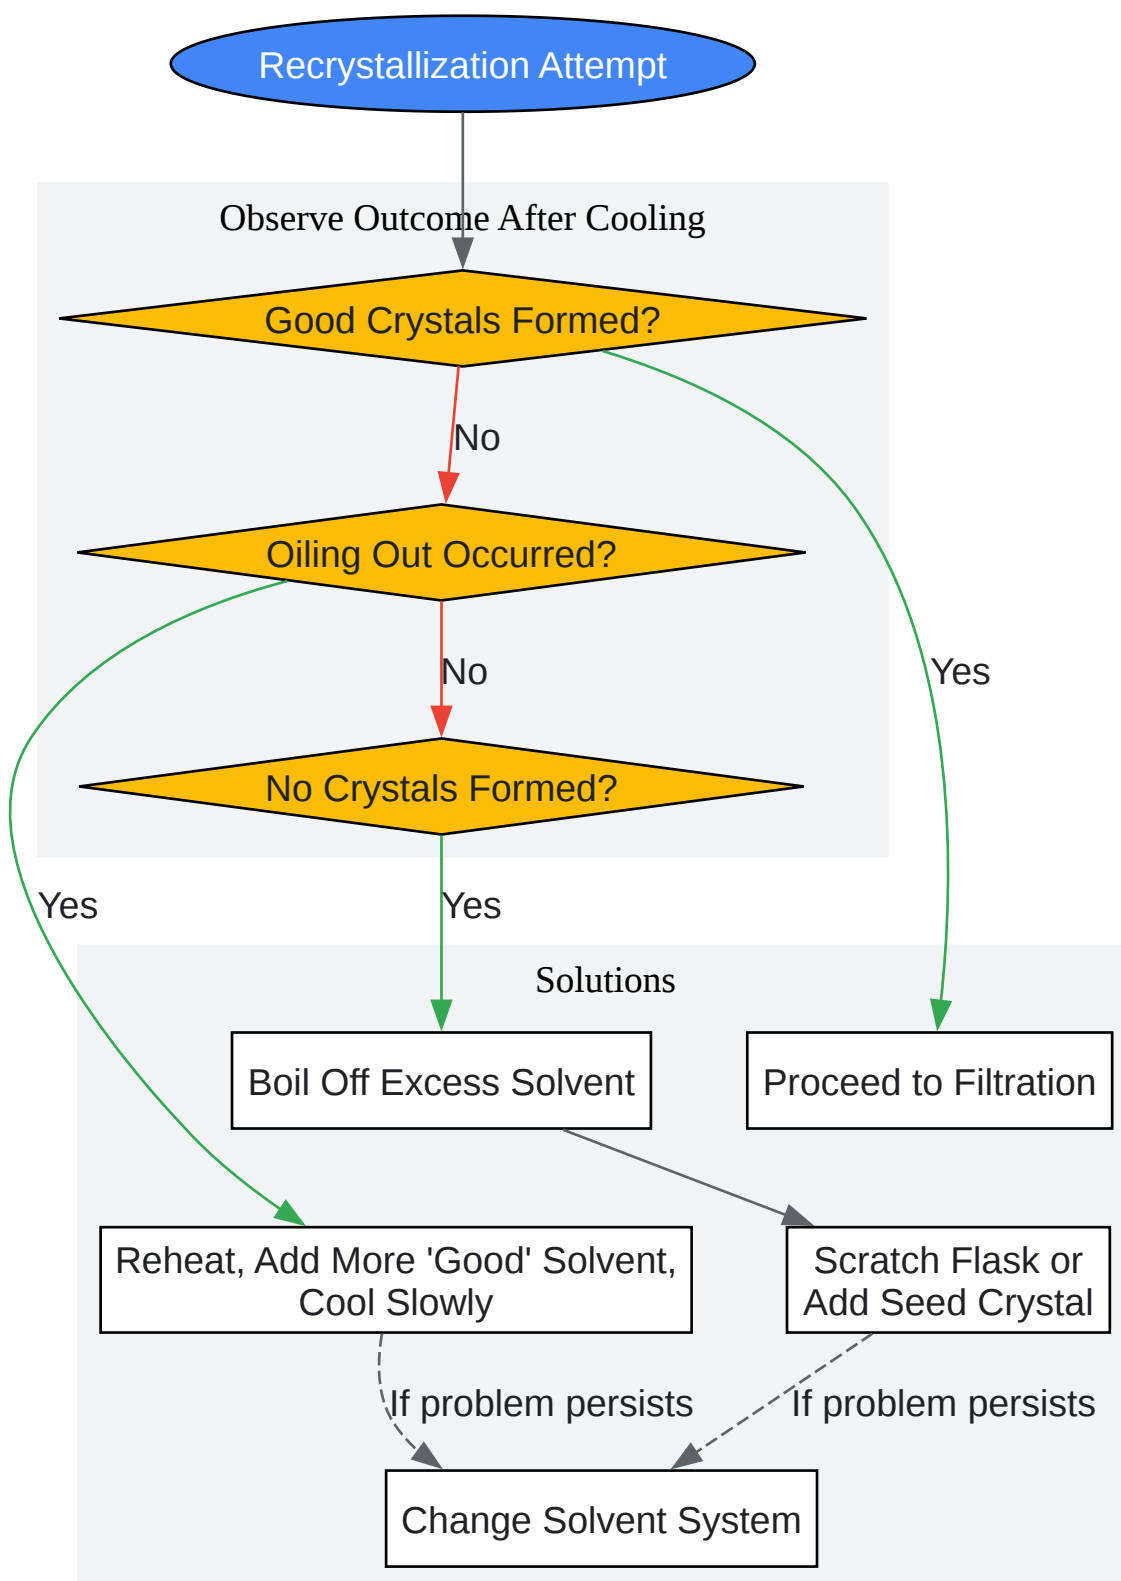 Recrystallization Attempt
Observe Outcome After Cooling
Good Crystals Formed?
No
Oiling Out Occurred?
No
Yes
No Crystals Formed?
Yes
Yes
Solutions
Boil Off Excess Solvent
Proceed to Filtration
Reheat, Add More 'Good' Solvent,
Cool Slowly
Scratch Flask or
Add Seed Crystal
If problem persists
If problem persists
Change Solvent System